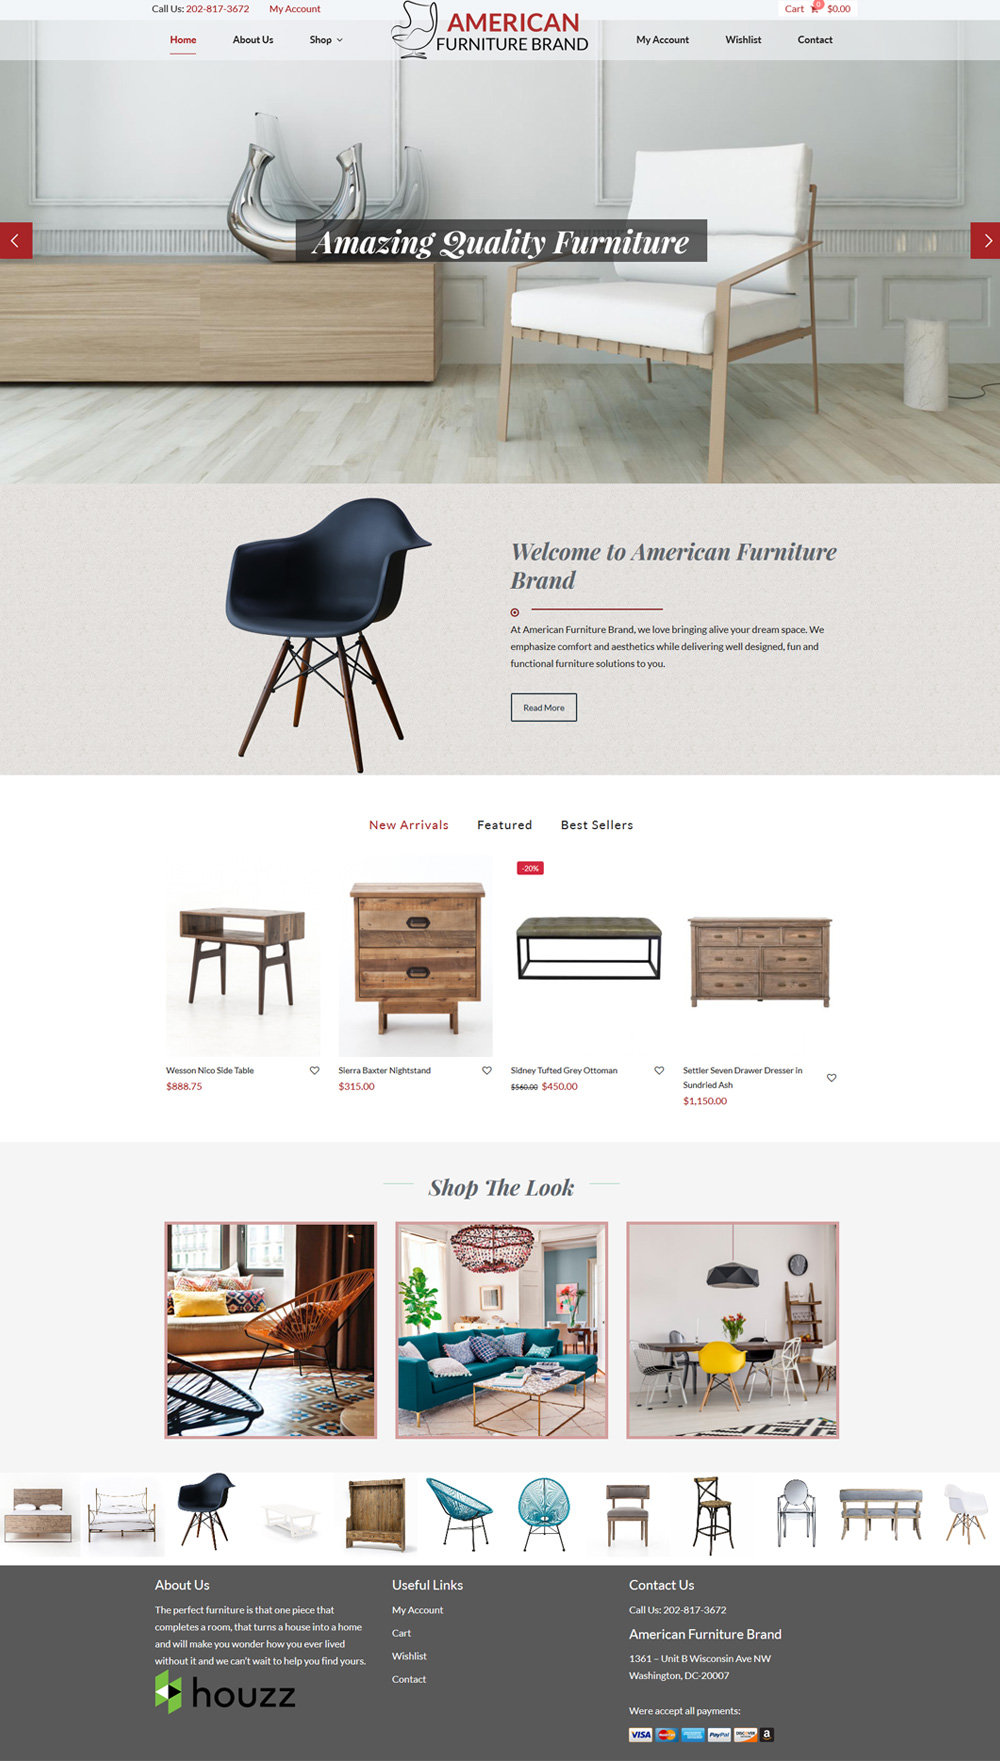 Call Us: 202-817-3672 My Account
Cart 0 $0.00
Home About Us Shop
AMERICAN
FURNITURE BRAND
My Account Wishlist Contact
Amazing Quality Furniture
Welcome to American Furniture
Brand
At American Furniture Brand, we love bringing alive your dream space. We
emphasize comfort and aesthetics while delivering well designed, fun and
functional furniture solutions to you.
Read More
New Arrivals Featured Best Sellers
-20%
Wesson Nico Side Table
$888.75
Sierra Baxter Nightstand
$315.00
Sidney Tufted Grey Ottoman
$560.00 $450.00
Settler Seven Drawer Dresser in
Sundried Ash
$1,150.00
Shop The Look
About Us
The perfect furniture is that one piece that
completes a room, that turns a house into a home
and will make you wonder how you ever lived
without it and we can't wait to help you find yours.
houzz
Useful Links
My Account
Cart
Wishlist
Contact
Contact Us
Call Us: 202-817-3672
American Furniture Brand
1361 – Unit B Wisconsin Ave NW
Washington, DC-20007
Were accept all payments:
VISA PayPal DISCOVER a